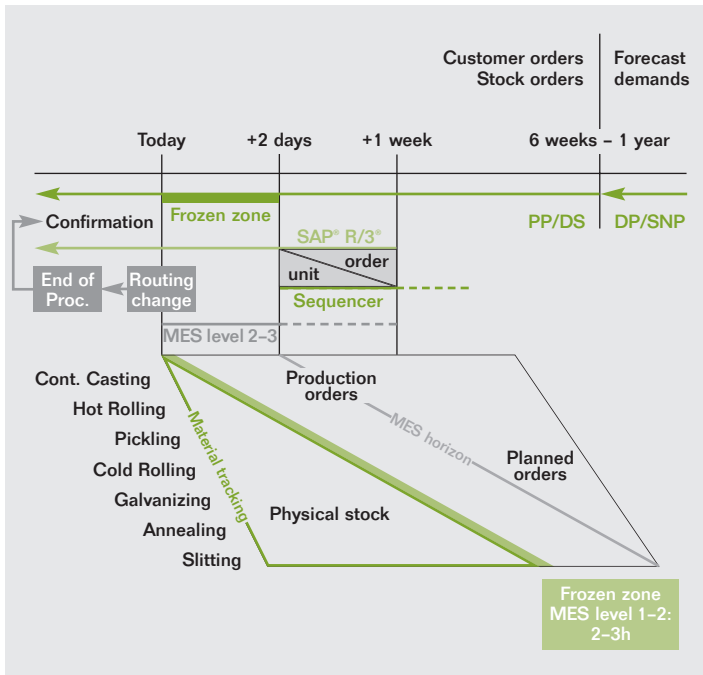 Customer orders
Stock orders
Forecast
demands
Today
+2 days
+1 week
6 weeks – 1 year
Frozen zone
PP/DS
DP/SNP
Confirmation
SAP® R/3®
order
unit
End of
Proc.
Routing
change
Sequencer
MES level 2–3
Cont. Casting
Hot Rolling
Pickling
Cold Rolling
Galvanizing
Annealing
Slitting
Material tracking
Production
orders
MES horizon
Planned
orders
Physical stock
Frozen zone
MES level 1–2:
2–3h